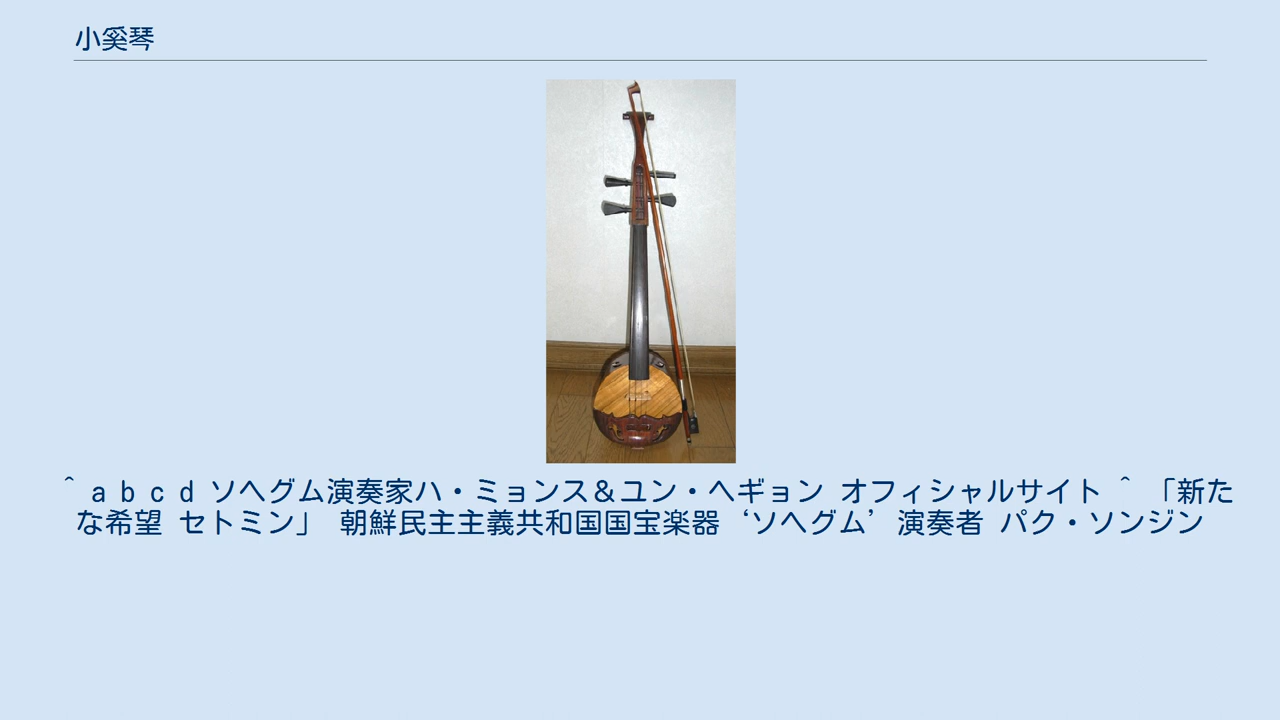 小奚琴
^ a b c d ソヘグム演奏家ハ・ミョンス＆ユン・ヘギョン オフィシャルサイト ^ 「新た
な希望 セトミン」 朝鮮民主主義共和国国宝楽器‘ソヘグム’演奏者 パク・ソンジン